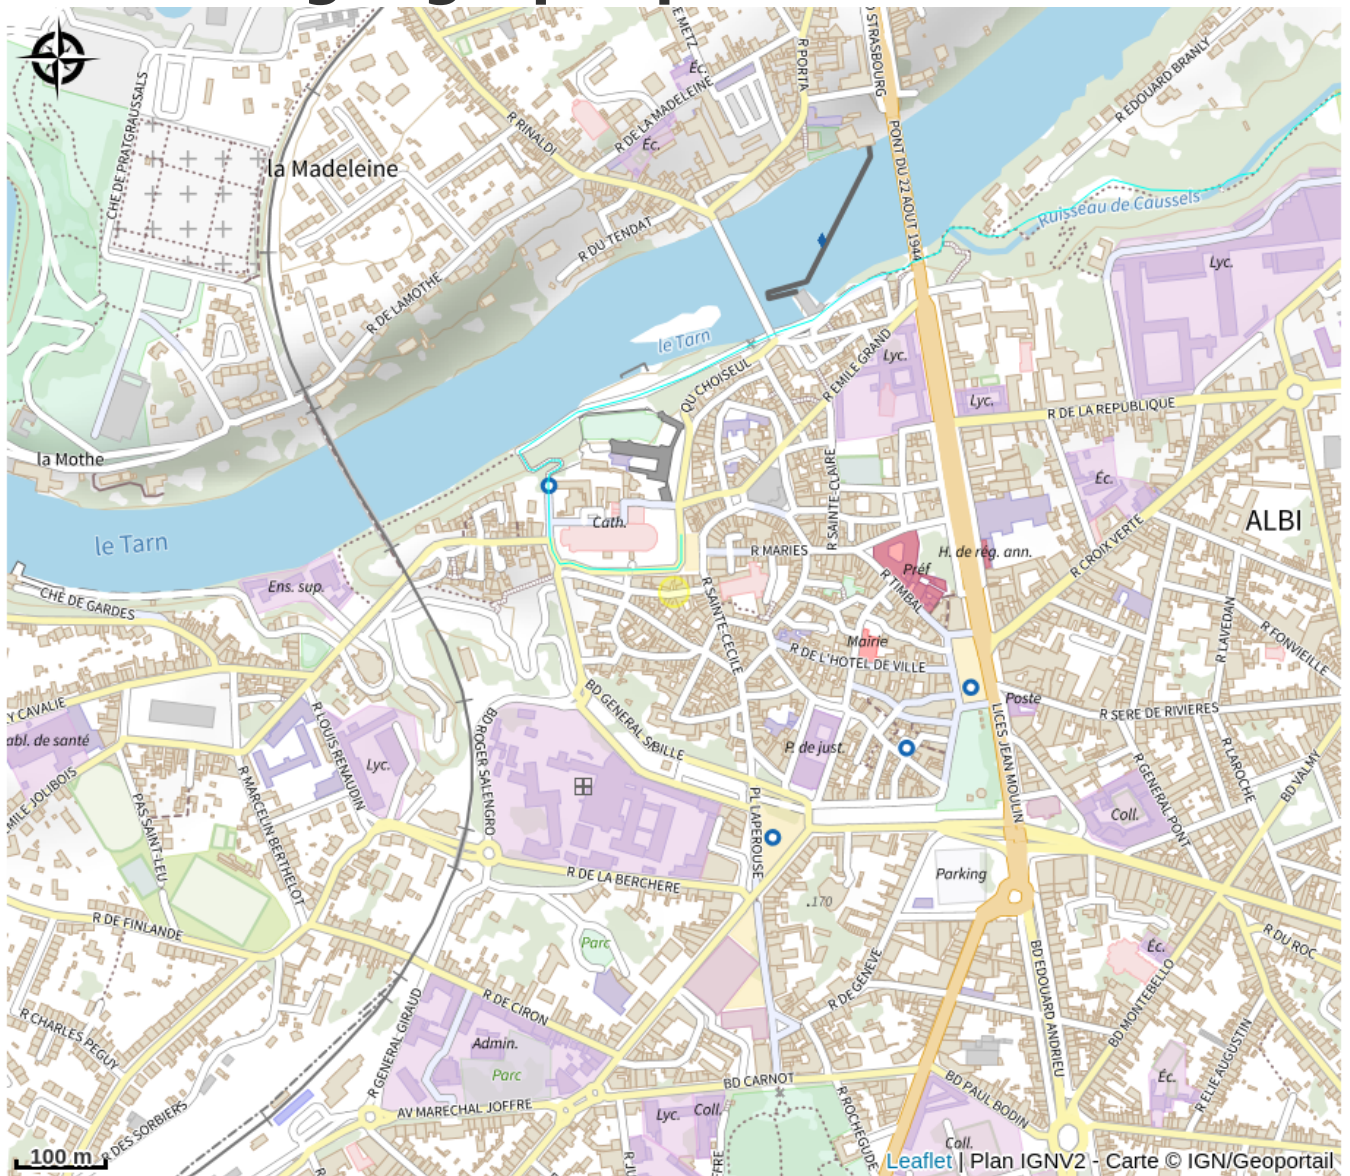 R STRASBOURG
R PORTA
E METZ
Éc.
R DE LA MADELEINE
Éc.
R RINALDI
R EDOUARD BRANLY
CHE DE PRATGRAUSSALS
la Madeleine
PONT DU 22 AOUT 1944
Ruisseau de Caussels
R DU TENDAT
Lyc.
R DE LAMOTHE
le Tarn
Lyc.
R EMILE GRAND
QU CHOISEUL
Lyc.
R DE LA REPUBLIQUE
la Mothe
Éc.
R SAINTE-CLAIRE
Cath.
ALBI
le Tarn
R MARIES
H. de rég. ann.
R CROIX VERTE
Préf
R TIMBAL
Ens. sup.
CHE DE GARDES
R SAINTE-CECILE
R LAVEDAN
R FONVIEILLE
Mairie
R DE L'HOTEL DE VILLE
Y CAVALIE
BD GENERAL SIBILLE
Poste
R SERE DE RIVIERES
abl. de santé
R LOUIS RENAUDIN
BD ROGER SALENGRO
P. de just.
LICES JEAN MOULIN
Lyc.
R LAROCHE
BD VALMY
R GENERAL PONT
EMILE JOLIBOIS
PAS SAINT-LEU
R MARCELIN BERTHELOT
PL LAPEROUSE
Coll.
R DE LA BERCHERE
Parking
.170
R DE FINLANDE
Parc
Éc.
R DU ROC
R DE GENEVE
BD EDOUARD ANDRIEU
BD MONTEBELLO
R DE CIRON
R CHARLES PEGUY
R GENERAL GIRAUD
Admin.
Parc
R ELIE AUGUSTIN
Éc.
BD CARNOT
BD PAUL BODIN
AV MARECHAL JOFFRE
Lyc.
Coll.
R ROCHEGUDE
R DES SORBIERS
Coll.
100 m
Leaflet | Plan IGNV2 - Carte © IGN/Geoportail